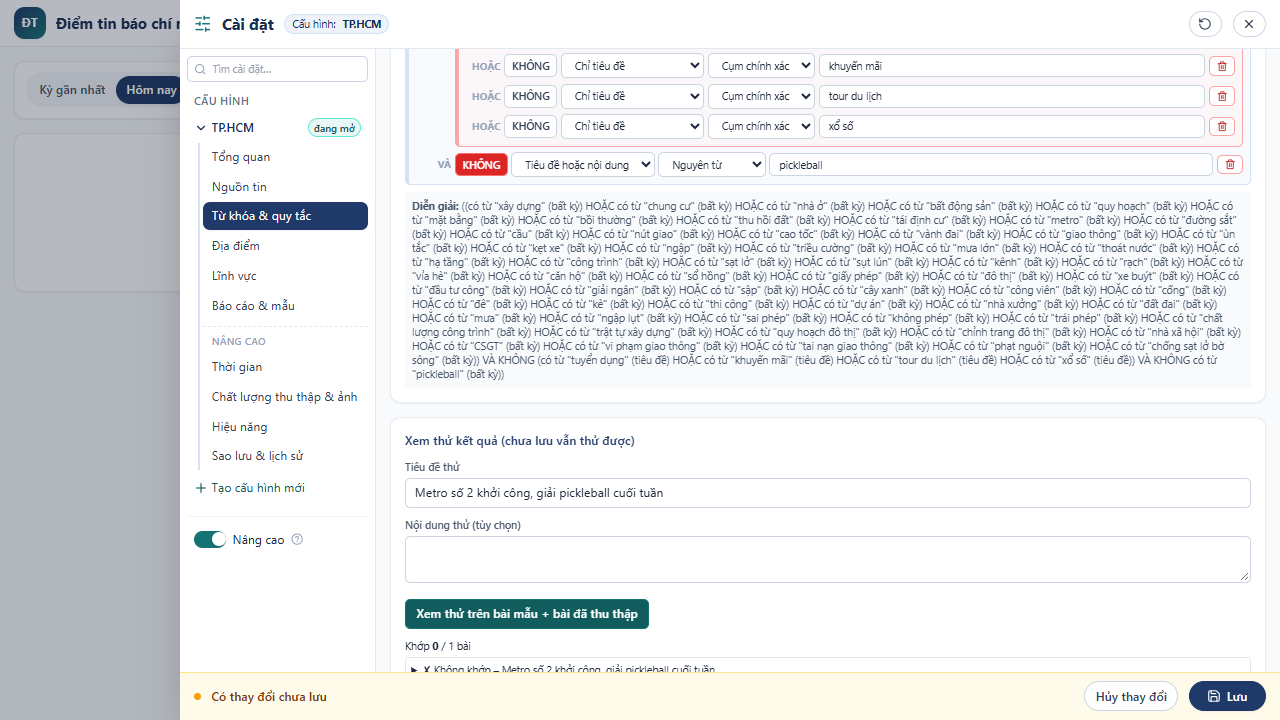 ĐT
Điểm tin báo chí
Kỳ gần nhất
Hôm nay
Cài đặt
Cấu hình: TP.HCM
Tìm cài đặt...
CẤU HÌNH
TP.HCM
đang mở
Tổng quan
Nguồn tin
Từ khóa & quy tắc
Địa điểm
Lĩnh vực
Báo cáo & mẫu
NÂNG CAO
Thời gian
Chất lượng thu thập & ảnh
Hiệu năng
Sao lưu & lịch sử
+ Tạo cấu hình mới
Nâng cao
HOẶC KHÔNG Chỉ tiêu đề Cụm chính xác khuyến mãi
HOẶC KHÔNG Chỉ tiêu đề Cụm chính xác tour du lịch
HOẶC KHÔNG Chỉ tiêu đề Cụm chính xác xổ số
VÀ KHÔNG Tiêu đề hoặc nội dung Nguyên từ pickleball
Diễn giải: ((có từ "xây dựng" (bất kỳ) HOẶC có từ "chung cư" (bất kỳ) HOẶC có từ "nhà ở" (bất kỳ) HOẶC có từ "bất động sản" (bất kỳ) HOẶC có từ "quy hoạch" (bất kỳ) HOẶC có từ
"mặt bằng" (bất kỳ) HOẶC có từ "bồi thường" (bất kỳ) HOẶC có từ "thu hồi đất" (bất kỳ) HOẶC có từ "tái định cư" (bất kỳ) HOẶC có từ "metro" (bất kỳ) HOẶC có từ "đường sắt"
(bất kỳ) HOẶC có từ "cầu" (bất kỳ) HOẶC có từ "nút giao" (bất kỳ) HOẶC có từ "cao tốc" (bất kỳ) HOẶC có từ "vành đai" (bất kỳ) HOẶC có từ "giao thông" (bất kỳ) HOẶC có từ "ùn
tắc" (bất kỳ) HOẶC có từ "kẹt xe" (bất kỳ) HOẶC có từ "ngập" (bất kỳ) HOẶC có từ "triều cường" (bất kỳ) HOẶC có từ "mưa lớn" (bất kỳ) HOẶC có từ "thoát nước" (bất kỳ) HOẶC có từ
"hạ tầng" (bất kỳ) HOẶC có từ "công trình" (bất kỳ) HOẶC có từ "sạt lở" (bất kỳ) HOẶC có từ "sụt lún" (bất kỳ) HOẶC có từ "kênh" (bất kỳ) HOẶC có từ "rạch" (bất kỳ) HOẶC có từ
"vỉa hè" (bất kỳ) HOẶC có từ "căn hộ" (bất kỳ) HOẶC có từ "sổ hồng" (bất kỳ) HOẶC có từ "giấy phép" (bất kỳ) HOẶC có từ "đô thị" (bất kỳ) HOẶC có từ "xe buýt" (bất kỳ) HOẶC có từ
"đầu tư công" (bất kỳ) HOẶC có từ "giải ngân" (bất kỳ) HOẶC có từ "sập" (bất kỳ) HOẶC có từ "cây xanh" (bất kỳ) HOẶC có từ "công viên" (bất kỳ) HOẶC có từ "cống" (bất kỳ)
HOẶC có từ "đê" (bất kỳ) HOẶC có từ "kè" (bất kỳ) HOẶC có từ "thi công" (bất kỳ) HOẶC có từ "dự án" (bất kỳ) HOẶC có từ "nhà xưởng" (bất kỳ) HOẶC có từ "đất đai" (bất kỳ)
HOẶC có từ "mưa" (bất kỳ) HOẶC có từ "ngập lụt" (bất kỳ) HOẶC có từ "sai phép" (bất kỳ) HOẶC có từ "không phép" (bất kỳ) HOẶC có từ "trái phép" (bất kỳ) HOẶC có từ "chất
lượng công trình" (bất kỳ) HOẶC có từ "trật tự xây dựng" (bất kỳ) HOẶC có từ "quy hoạch đô thị" (bất kỳ) HOẶC có từ "chỉnh trang đô thị" (bất kỳ) HOẶC có từ "nhà xã hội" (bất kỳ)
HOẶC có từ "CSGT" (bất kỳ) HOẶC có từ "vi phạm giao thông" (bất kỳ) HOẶC có từ "tai nạn giao thông" (bất kỳ) HOẶC có từ "phạt nguội" (bất kỳ) HOẶC có từ "chống sạt lở bờ
sông" (bất kỳ)) VÀ KHÔNG (có từ "tuyển dụng" (tiêu đề) HOẶC có từ "khuyến mãi" (tiêu đề) HOẶC có từ "tour du lịch" (tiêu đề) HOẶC có từ "xổ số" (tiêu đề)) VÀ KHÔNG có từ
"pickleball" (bất kỳ))
Xem thử kết quả (chưa lưu vẫn thử được)
Tiêu đề thử
Metro số 2 khởi công, giải pickleball cuối tuần
Nội dung thử (tùy chọn)
Xem thử trên bài mẫu + bài đã thu thập
Khớp 0 / 1 bài
▶ X Không khớp – Metro số 2 khởi công, giải pickleball cuối tuần
Có thay đổi chưa lưu
Hủy thay đổi
Lưu